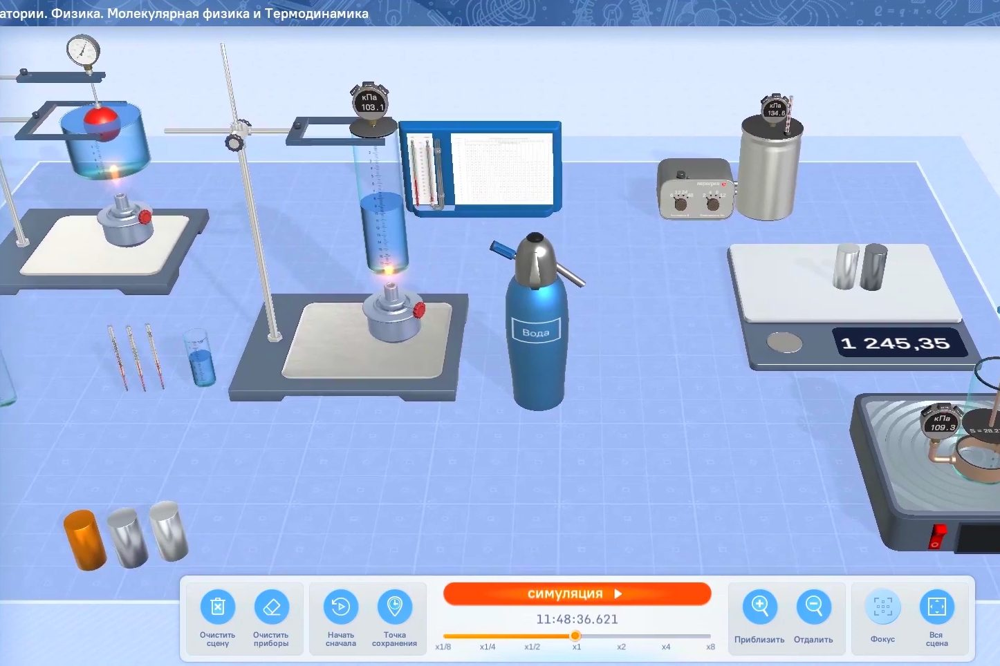 атории. Физика. Молекулярная физика и Термодинамика
кПа
103.1
кПа
134.6
Вода
1 245,35
кПа
109.3
СИМУЛЯЦИЯ
11:48:36.621
x1/8 x1/4 x1/2 x1 x2 x4 x8
Очистить
сцену
Очистить
приборы
Начать
сначала
Точка
сохранения
Приблизить
Отдалить
Фокус
Вся
сцена